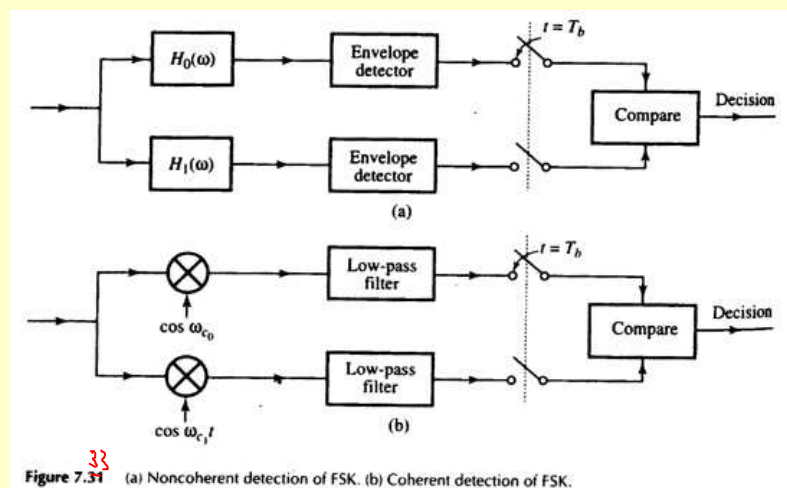 H₀(ω)
Envelope
detector
t = T_b
Compare
Decision
H₁(ω)
Envelope
detector
(a)
Low-pass
filter
t = T_b
cos ω_c₀
Compare
Decision
Low-pass
filter
cos ω_c₁ t
(b)
33
Figure 7.31 (a) Noncoherent detection of FSK. (b) Coherent detection of FSK.